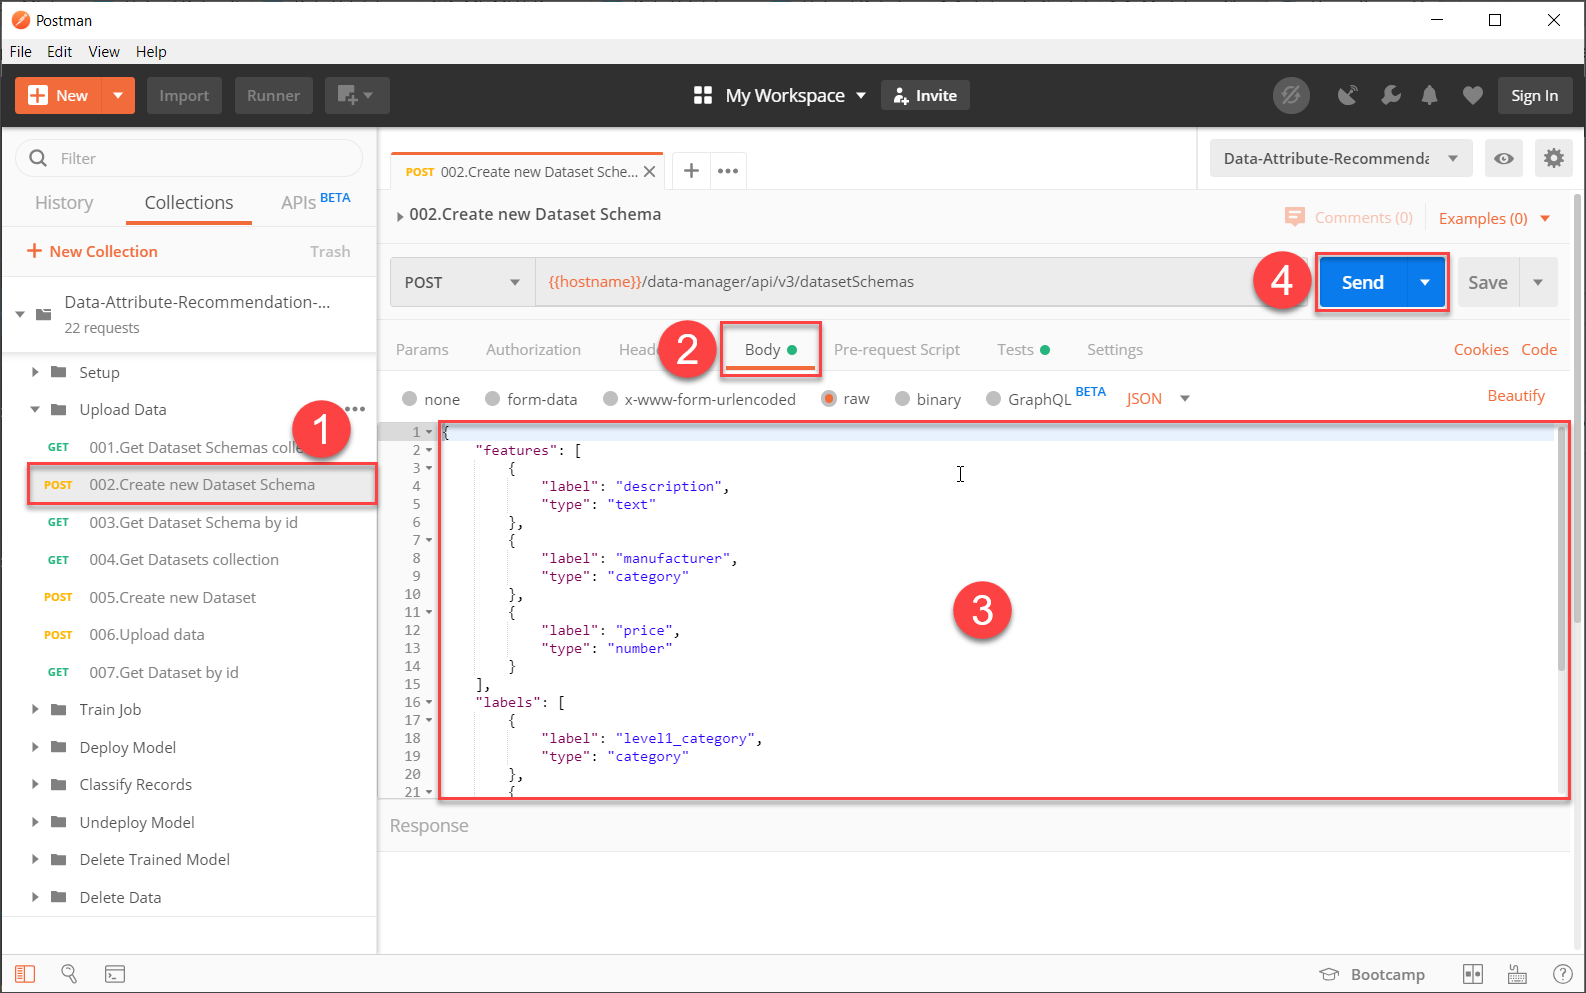 Postman
File Edit View Help
New Import Runner My Workspace Invite Sign In
Filter
History Collections APIs BETA
New Collection Trash
Data-Attribute-Recommendation-...
22 requests
Setup
Upload Data
1
GET 001.Get Dataset Schemas colle
POST 002.Create new Dataset Schema
GET 003.Get Dataset Schema by id
GET 004.Get Datasets collection
POST 005.Create new Dataset
POST 006.Upload data
GET 007.Get Dataset by id
Train Job
Deploy Model
Classify Records
Undeploy Model
Delete Trained Model
Delete Data
POST 002.Create new Dataset Sche...
Data-Attribute-Recommenda
002.Create new Dataset Schema
Comments (0) Examples (0)
POST {{hostname}}/data-manager/api/v3/datasetSchemas
4
Send Save
Params Authorization Heade 2 Body Pre-request Script Tests Settings Cookies Code
none form-data x-www-form-urlencoded raw binary GraphQL BETA JSON Beautify
1 {
2 "features": [
3 {
4 "label": "description",
5 "type": "text"
6 },
7 {
8 "label": "manufacturer",
9 "type": "category"
10 },
11 {
12 "label": "price",
13 "type": "number"
14 }
15 ],
16 "labels": [
17 {
18 "label": "level1_category",
19 "type": "category"
20 },
21 {
3
Response
Bootcamp